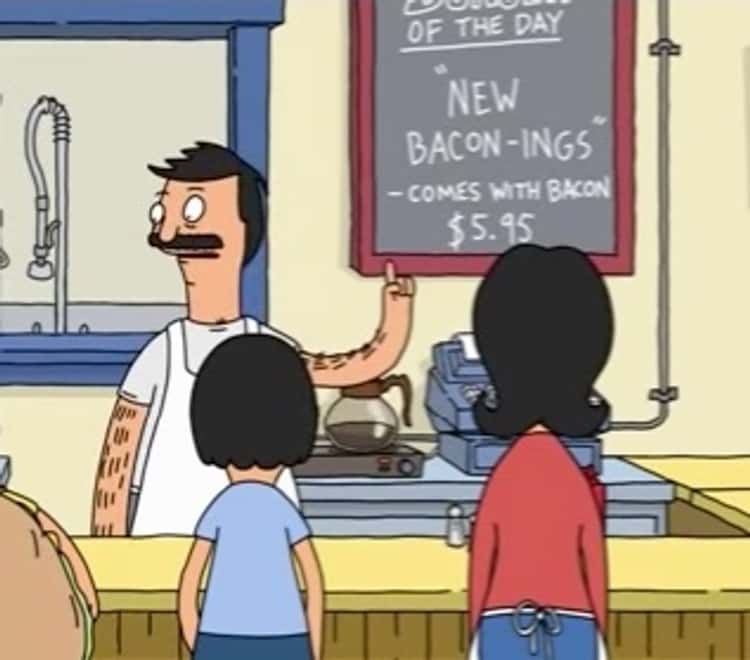 OF THE DAY
"NEW
BACON-INGS"
- COMES WITH BACON
$5.95